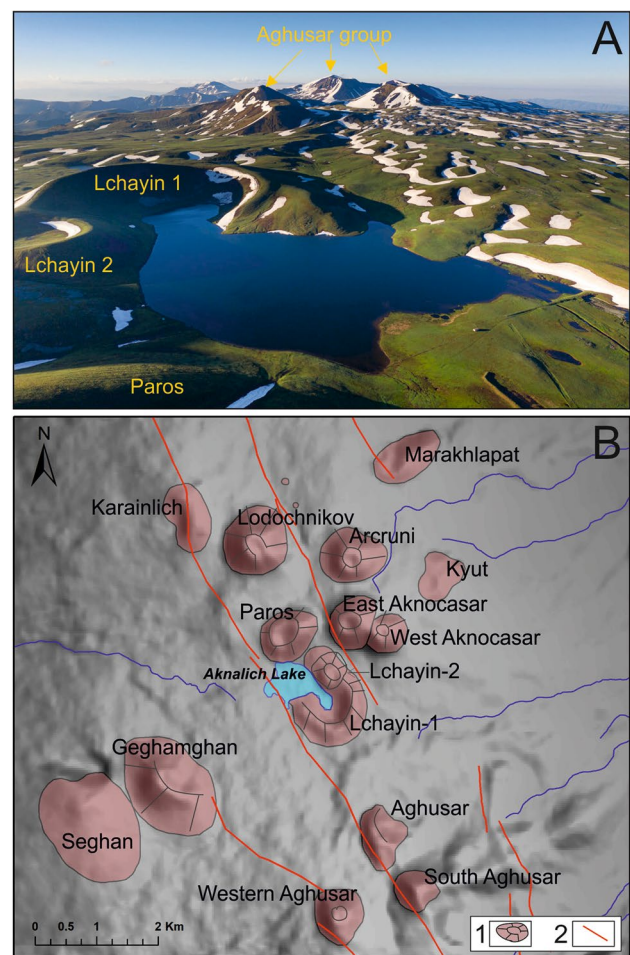 Aghusar group
A
Lchayin 1
Lchayin 2
Paros
N
B
Marakhlapat
Karainlich
Lodochnikov
Arcruni
Kyut
East Aknocasar
Paros
West Aknocasar
Aknalich Lake
Lchayin-2
Lchayin-1
Geghamghan
Aghusar
Seghan
South Aghusar
Western Aghusar
0 0.5 1 2 Km
1 2